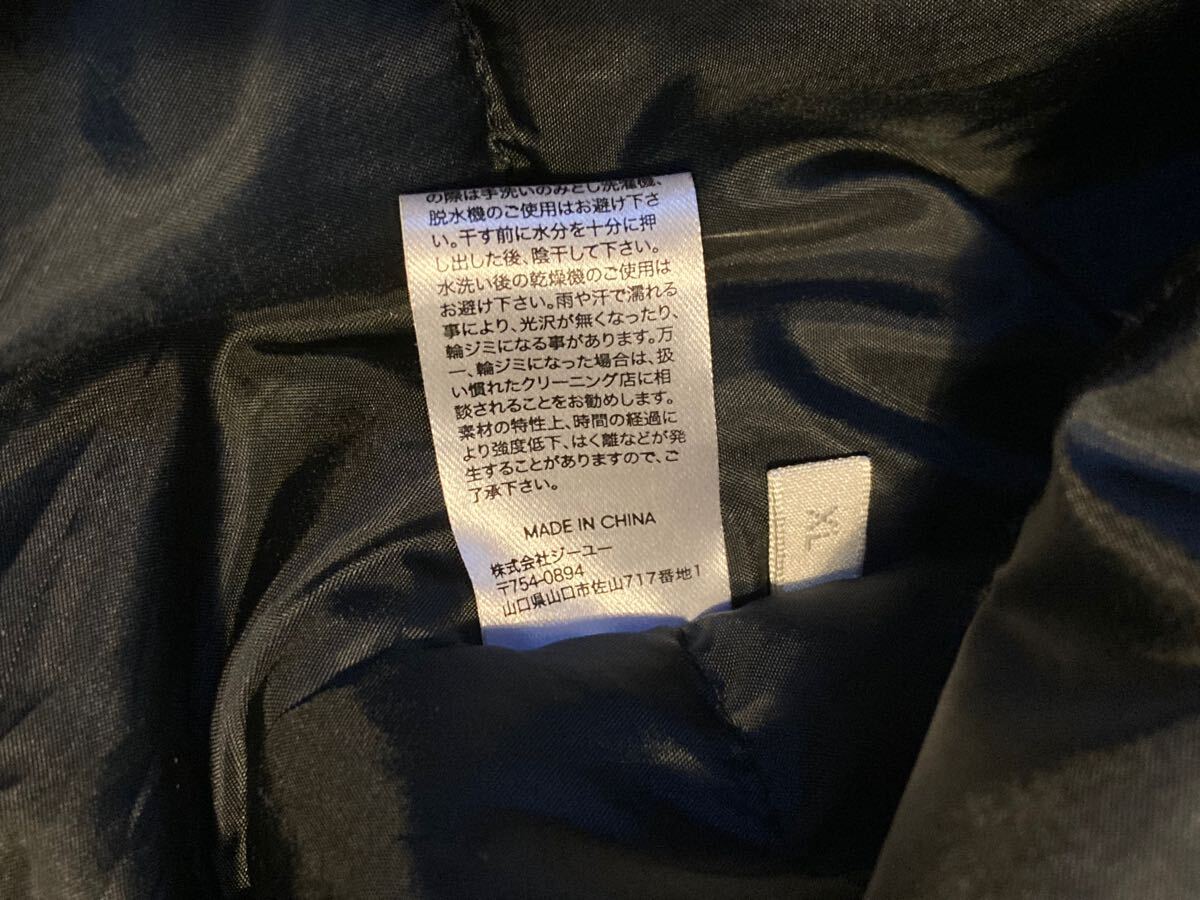 の際は手洗いのみとし洗濯機、
脱水機のご使用はお避け下さ
い。干す前に水分を十分に押
し出した後、陰干して下さい。
水洗い後の乾燥機のご使用は
お避け下さい。雨や汗で濡れる
事により、光沢が無くなったり、
輪ジミになる事があります。万
一、輪ジミになった場合は、扱
い慣れたクリーニング店に相
談されることをお勧めします。
素材の特性上、時間の経過に
より強度低下、はく離などが発
生することがありますので、ご
了承下さい。
MADE IN CHINA
株式会社ジーユー
〒754-0894
山口県山口市佐山717番地1
XL